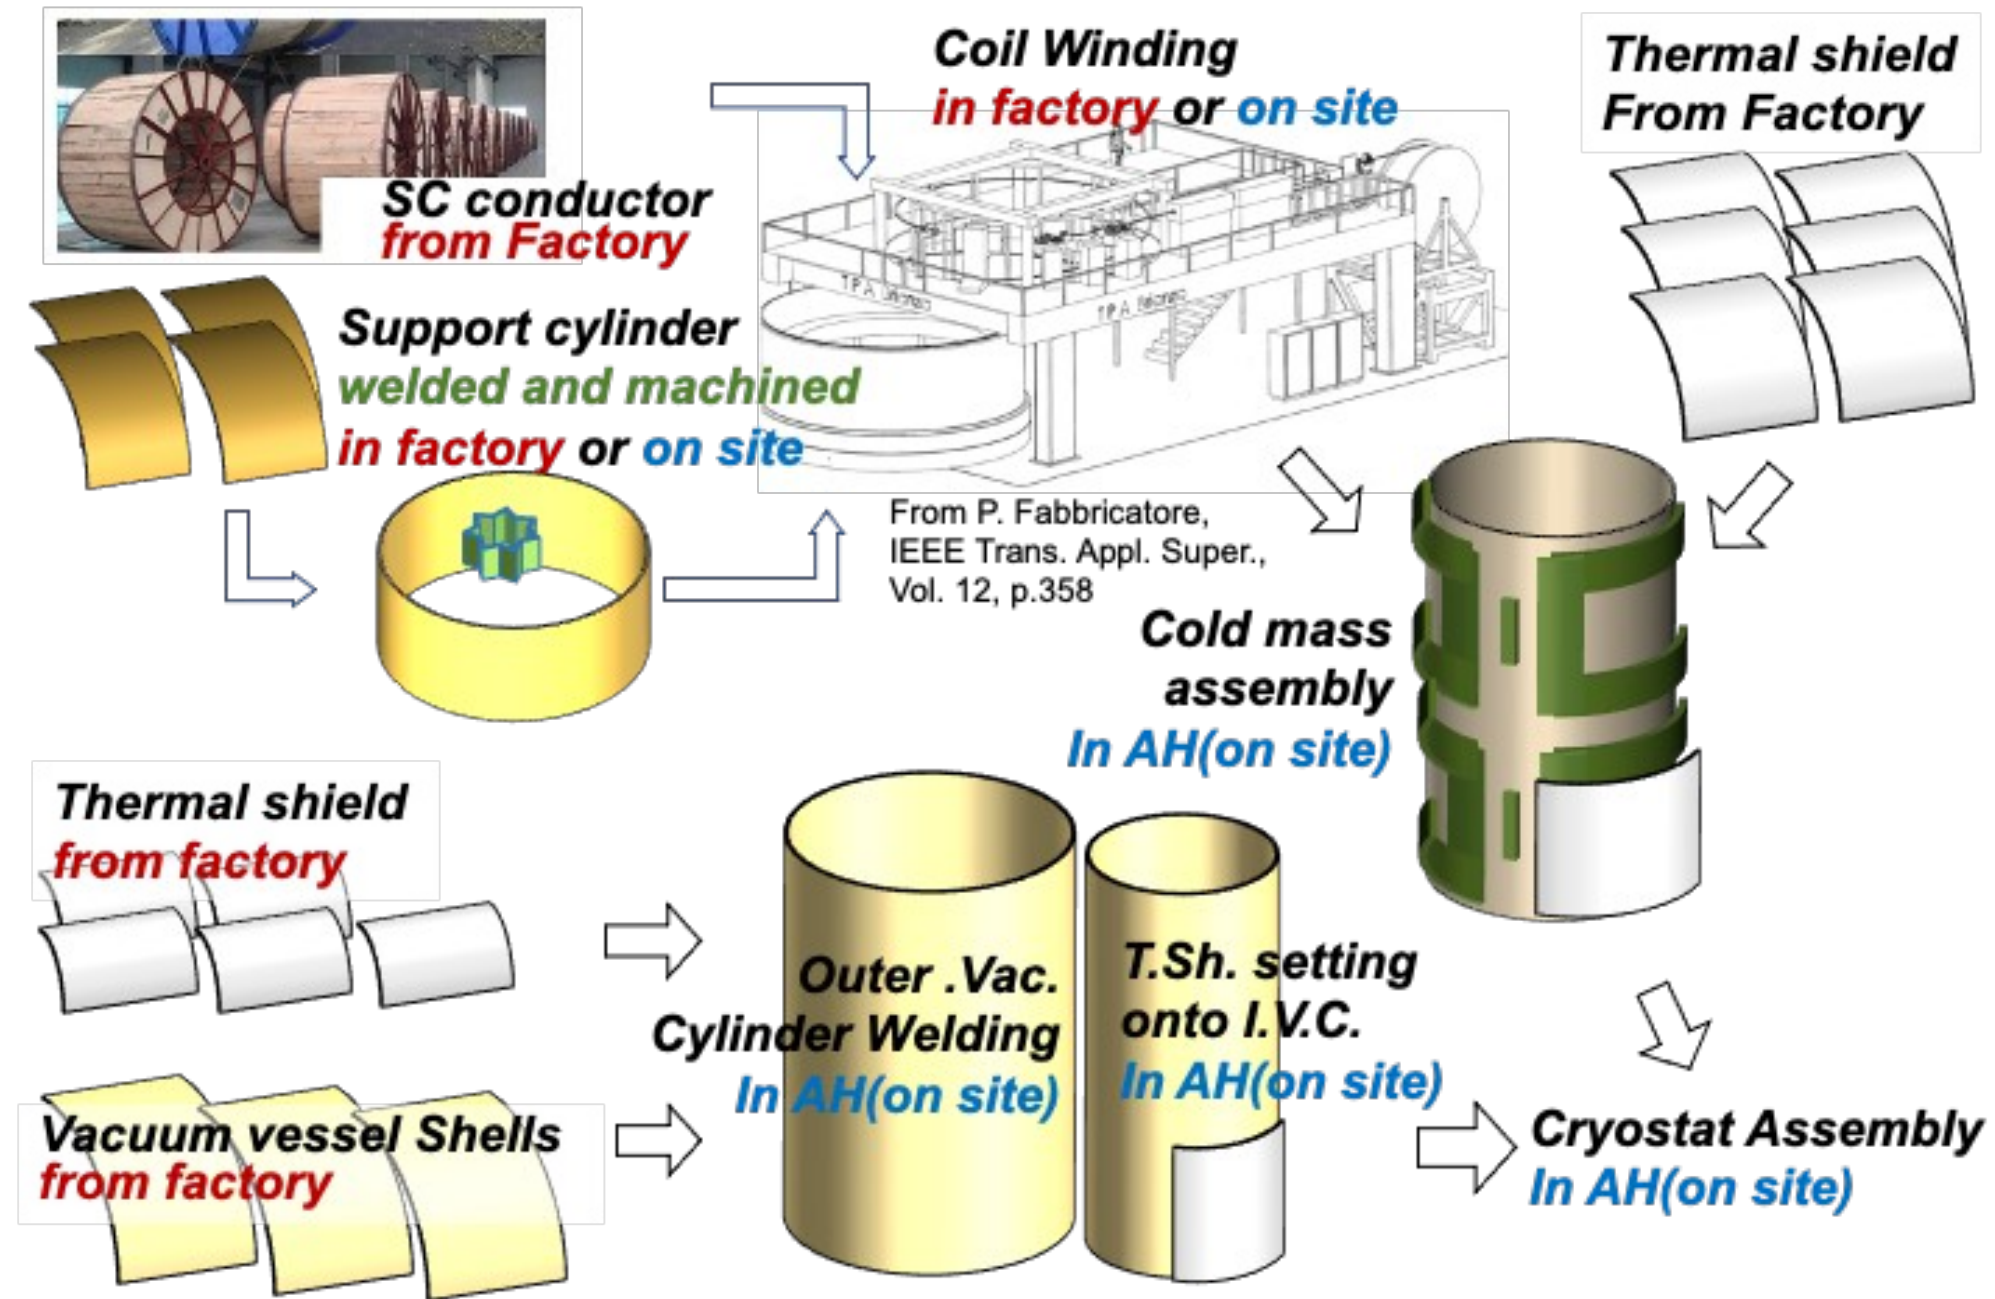 Coil Winding
in factory or on site
Thermal shield
From Factory
SC conductor
from Factory
Support cylinder
welded and machined
in factory or on site
From P. Fabbricatore,
IEEE Trans. Appl. Super.,
Vol. 12, p.358
Cold mass
assembly
In AH(on site)
Thermal shield
from factory
Outer .Vac.
Cylinder Welding
In AH(on site)
T.Sh. setting
onto I.V.C.
In AH(on site)
Vacuum vessel Shells
from factory
Cryostat Assembly
In AH(on site)